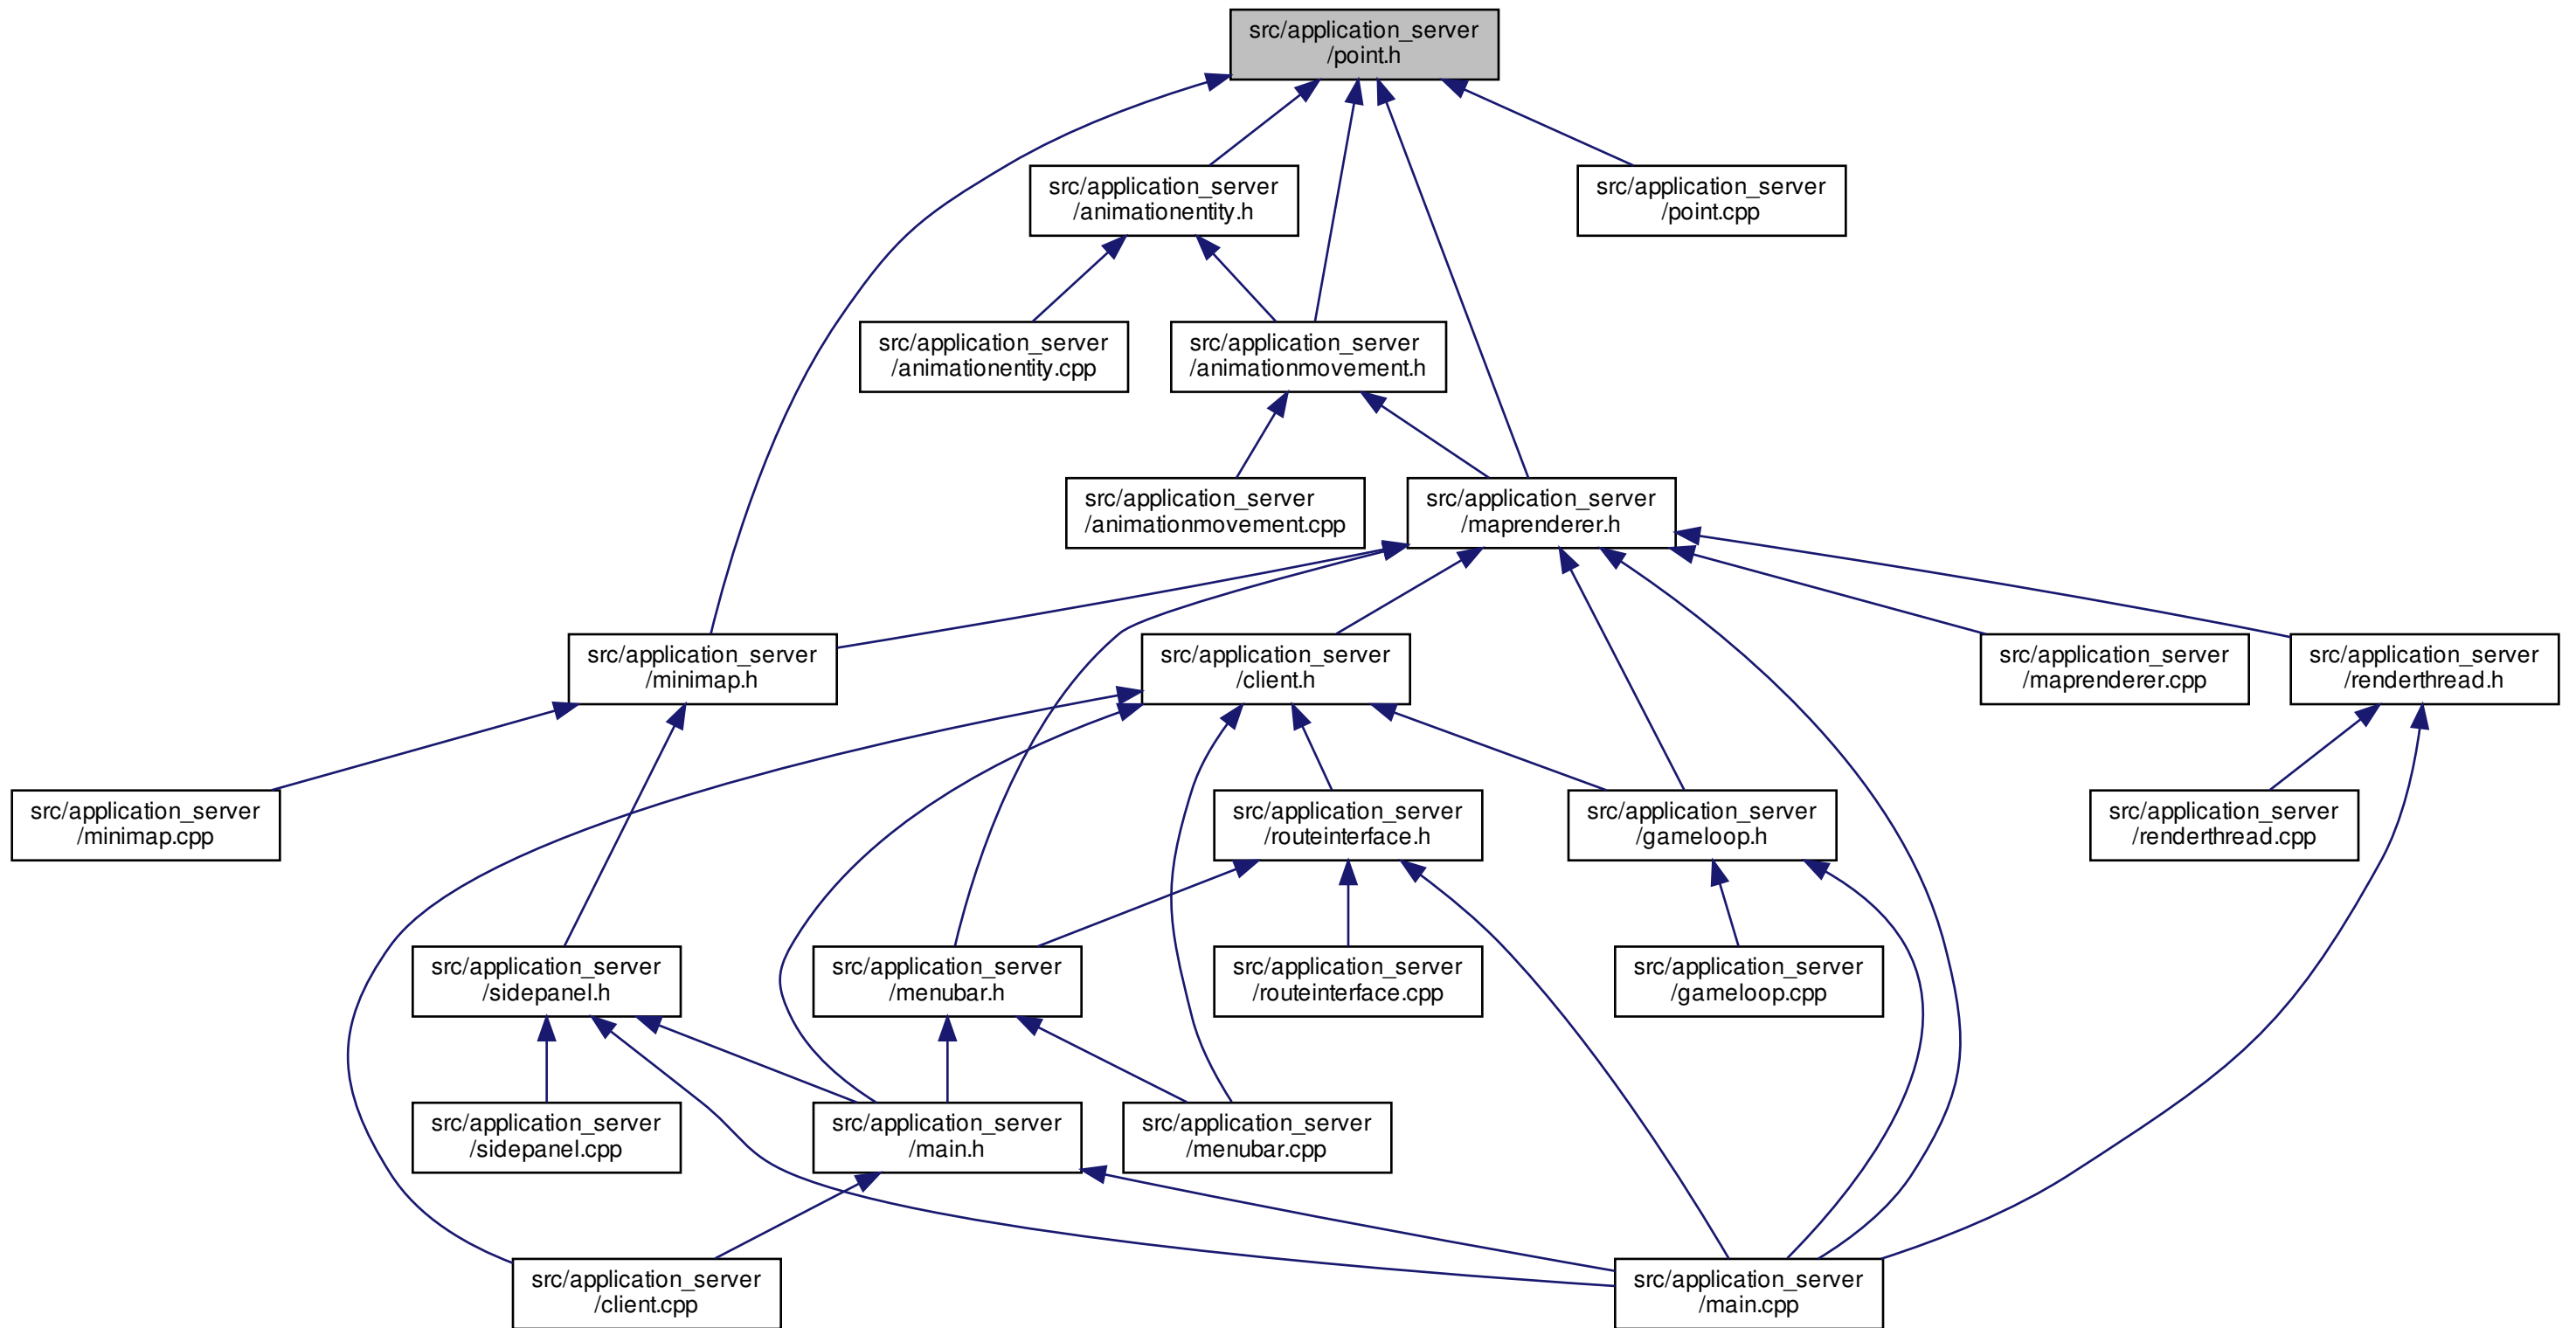 src/application_server
/point.h
src/application_server
/animationentity.h
src/application_server
/point.cpp
src/application_server
/animationentity.cpp
src/application_server
/animationmovement.h
src/application_server
/animationmovement.cpp
src/application_server
/maprenderer.h
src/application_server
/minimap.h
src/application_server
/client.h
src/application_server
/maprenderer.cpp
src/application_server
/renderthread.h
src/application_server
/minimap.cpp
src/application_server
/routeinterface.h
src/application_server
/gameloop.h
src/application_server
/renderthread.cpp
src/application_server
/sidepanel.h
src/application_server
/menubar.h
src/application_server
/routeinterface.cpp
src/application_server
/gameloop.cpp
src/application_server
/sidepanel.cpp
src/application_server
/main.h
src/application_server
/menubar.cpp
src/application_server
/client.cpp
src/application_server
/main.cpp